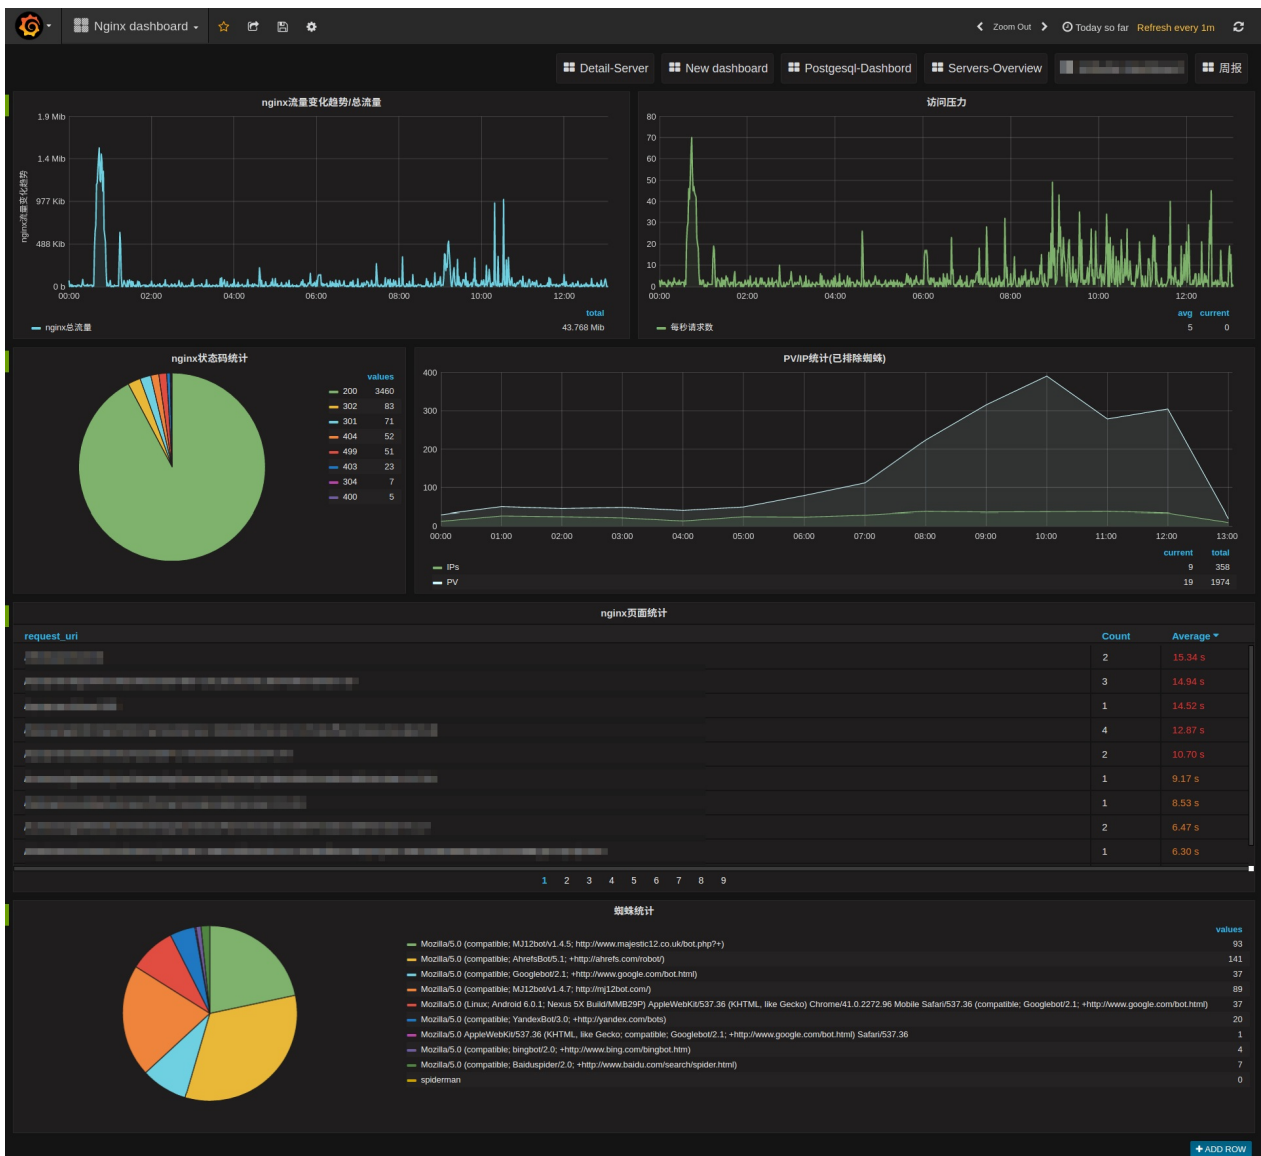 Nginx dashboard
Zoom Out Today so far Refresh every 1m
Detail-Server New dashboard Postgesql-Dashbord Servers-Overview 周报
nginx流量变化趋势/总流量
nginx流量变化趋势
1.9 Mib
1.4 Mib
977 Kib
488 Kib
0 b
00:00 02:00 04:00 06:00 08:00 10:00 12:00
total
nginx总流量 43.768 Mib
访问压力
80
70
60
50
40
30
20
10
0
00:00 02:00 04:00 06:00 08:00 10:00 12:00
avg current
每秒请求数 5 0
nginx状态码统计
values
200 3460
302 83
301 71
404 52
499 51
403 23
304 7
400 5
PV/IP统计(已排除蜘蛛)
400
300
200
100
0
00:00 01:00 02:00 03:00 04:00 05:00 06:00 07:00 08:00 09:00 10:00 11:00 12:00 13:00
current total
IPs 9 358
PV 19 1974
nginx页面统计
request_uri Count Average
2 15.34 s
3 14.94 s
1 14.52 s
4 12.87 s
2 10.70 s
1 9.17 s
1 8.53 s
2 6.47 s
1 6.30 s
1 2 3 4 5 6 7 8 9
蜘蛛统计
values
Mozilla/5.0 (compatible; MJ12bot/v1.4.5; http://www.majestic12.co.uk/bot.php?+) 93
Mozilla/5.0 (compatible; AhrefsBot/5.1; +http://ahrefs.com/robot/) 141
Mozilla/5.0 (compatible; Googlebot/2.1; +http://www.google.com/bot.html) 37
Mozilla/5.0 (compatible; MJ12bot/v1.4.7; http://mj12bot.com/) 89
Mozilla/5.0 (Linux; Android 6.0.1; Nexus 5X Build/MMB29P) AppleWebKit/537.36 (KHTML, like Gecko) Chrome/41.0.2272.96 Mobile Safari/537.36 (compatible; Googlebot/2.1; +http://www.google.com/bot.html) 37
Mozilla/5.0 (compatible; YandexBot/3.0; +http://yandex.com/bots) 20
Mozilla/5.0 AppleWebKit/537.36 (KHTML, like Gecko; compatible; Googlebot/2.1; +http://www.google.com/bot.html) Safari/537.36 1
Mozilla/5.0 (compatible; bingbot/2.0; +http://www.bing.com/bingbot.htm) 4
Mozilla/5.0 (compatible; Baiduspider/2.0; +http://www.baidu.com/search/spider.html) 7
spiderman 0
ADD ROW